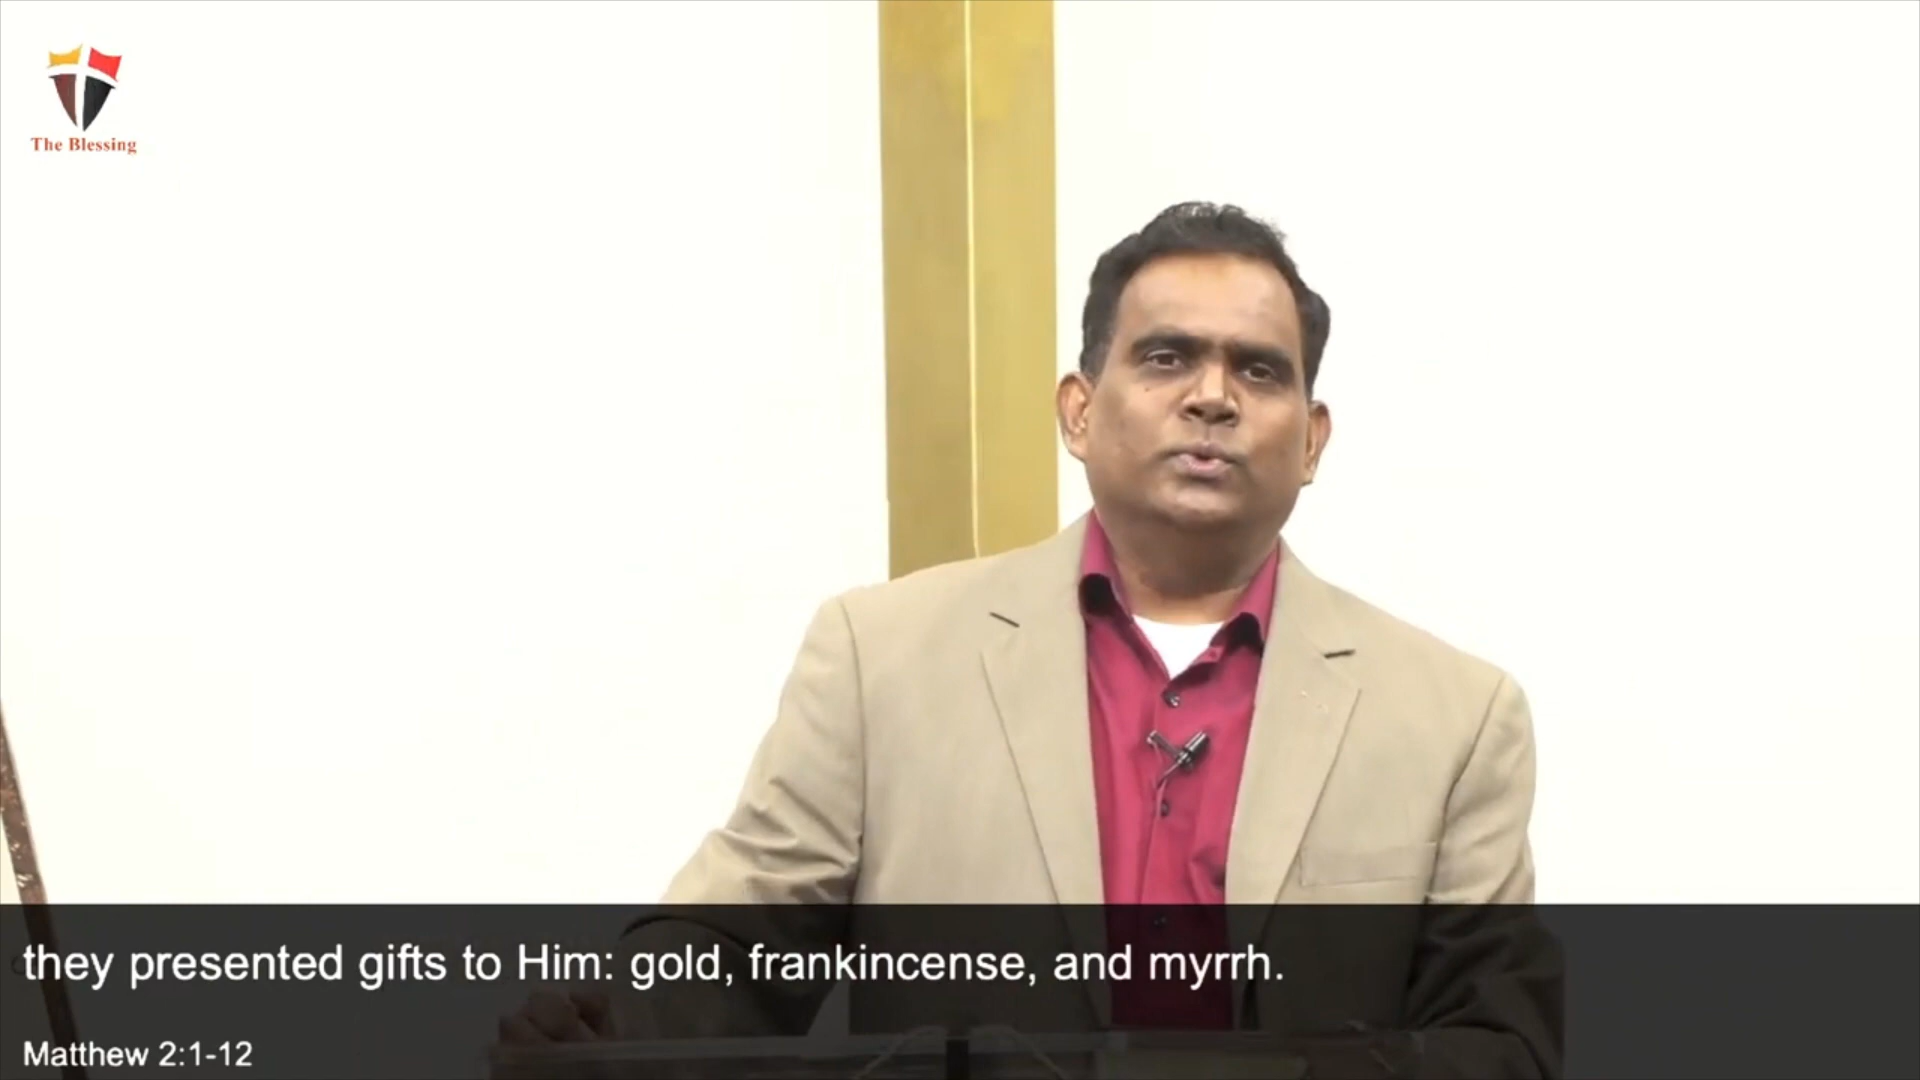 The Blessing
they presented gifts to Him: gold, frankincense, and myrrh.
Matthew 2:1-12